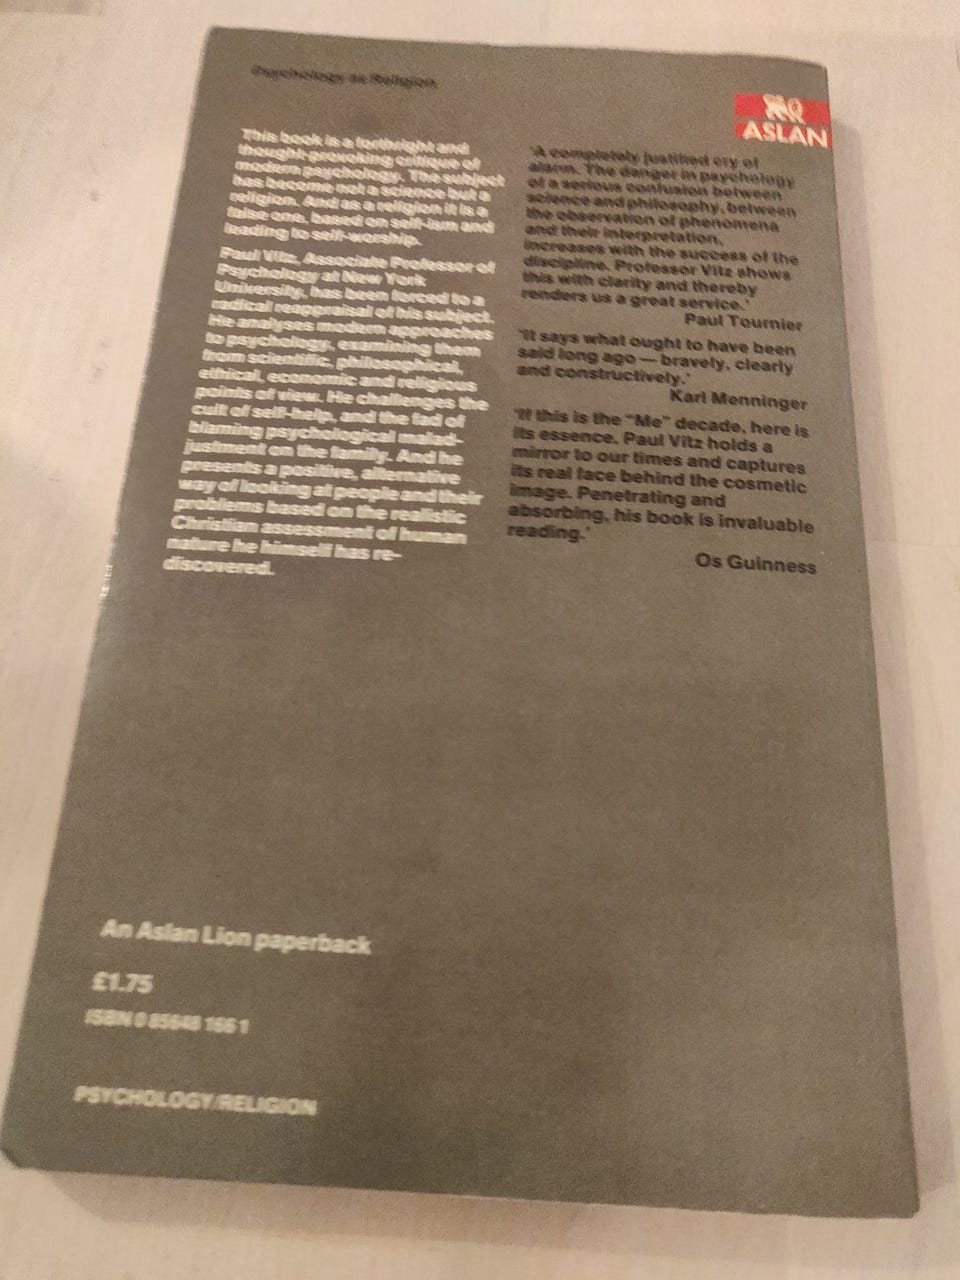 Psychology as Religion
ASLAN
This book is a forthright and
thought-provoking critique of
modern psychology. The subject
has become not a science but a
religion. And as a religion it is a
false one, based on self-ism and
leading to self-worship.
Paul Vitz, Associate Professor of
Psychology at New York
University, has been forced to a
radical reappraisal of his subject.
He analyses modern approaches
to psychology, examining them
from scientific, philosophical,
ethical, economic and religious
points of view. He challenges the
cult of self-help, and the fad of
blaming psychological malad-
justment on the family. And he
presents a positive, alternative
way of looking at people and their
problems based on the realistic
Christian assessment of human
nature he himself has re-
discovered.
'A completely justified cry of
alarm. The danger in psychology
of a serious confusion between
science and philosophy, between
the observation of phenomena
and their interpretation,
increases with the success of the
discipline. Professor Vitz shows
this with clarity and thereby
renders us a great service.'
Paul Tournier
'It says what ought to have been
said long ago — bravely, clearly
and constructively.'
Karl Menninger
'If this is the "Me" decade, here is
its essence. Paul Vitz holds a
mirror to our times and captures
its real face behind the cosmetic
image. Penetrating and
absorbing, his book is invaluable
reading.'
Os Guinness
An Aslan Lion paperback
£1.75
ISBN 0 85648 165 1
PSYCHOLOGY/RELIGION